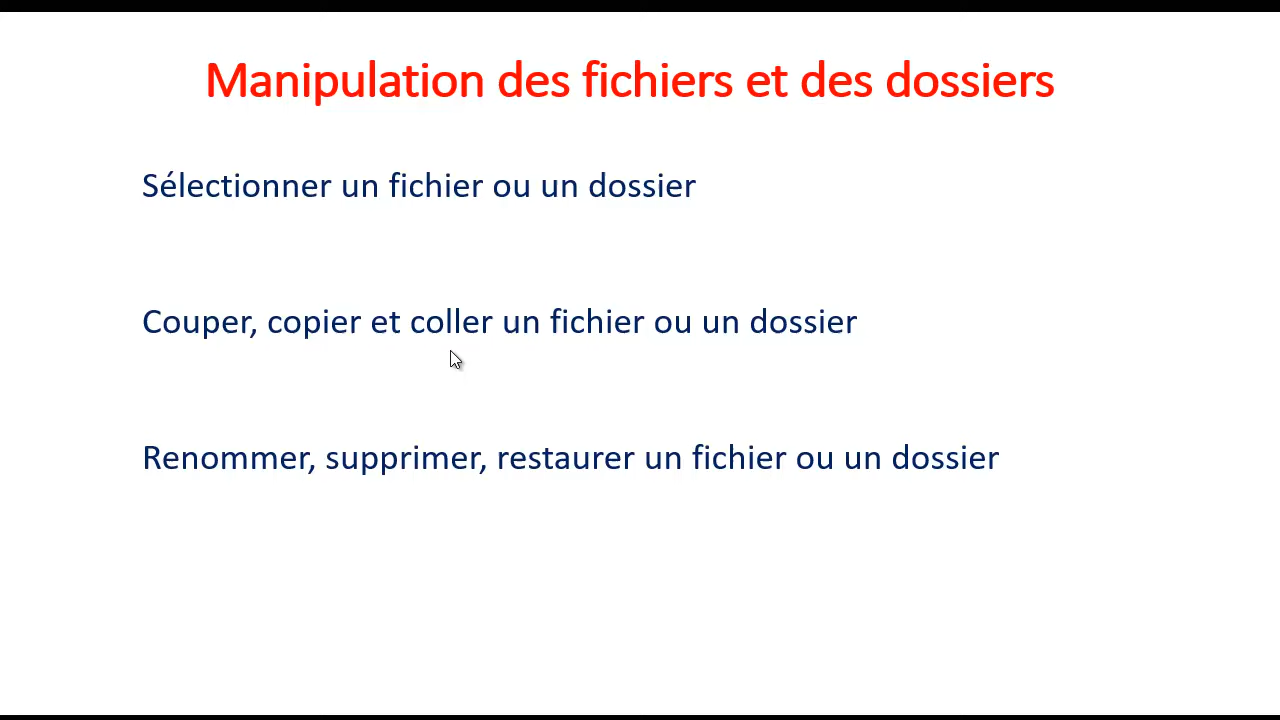 Manipulation des fichiers et des dossiers
Sélectionner un fichier ou un dossier
Couper, copier et coller un fichier ou un dossier
Renommer, supprimer, restaurer un fichier ou un dossier